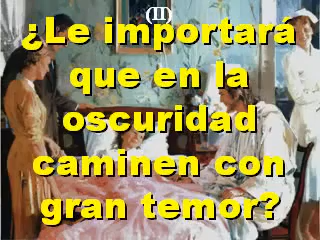 (II)
¿Le importará
que en la
oscuridad
caminen con
gran temor?